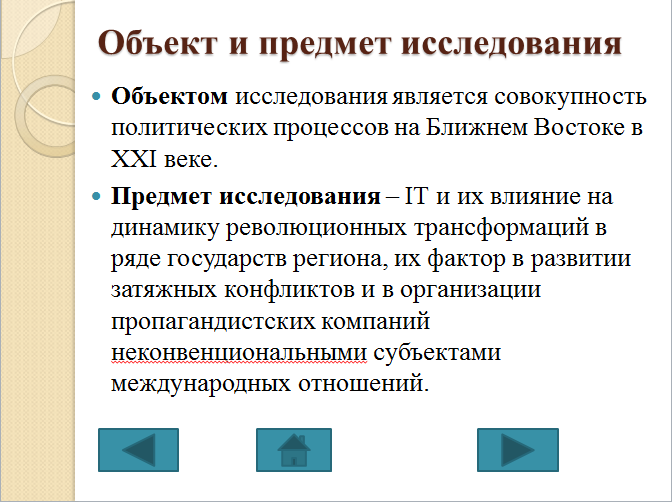 Объект и предмет исследования
Объектом исследования является совокупность
политических процессов на Ближнем Востоке в
XXI веке.
Предмет исследования – IT и их влияние на
динамику революционных трансформаций в
ряде государств региона, их фактор в развитии
затяжных конфликтов и в организации
пропагандистских компаний
неконвенциональными субъектами
международных отношений.